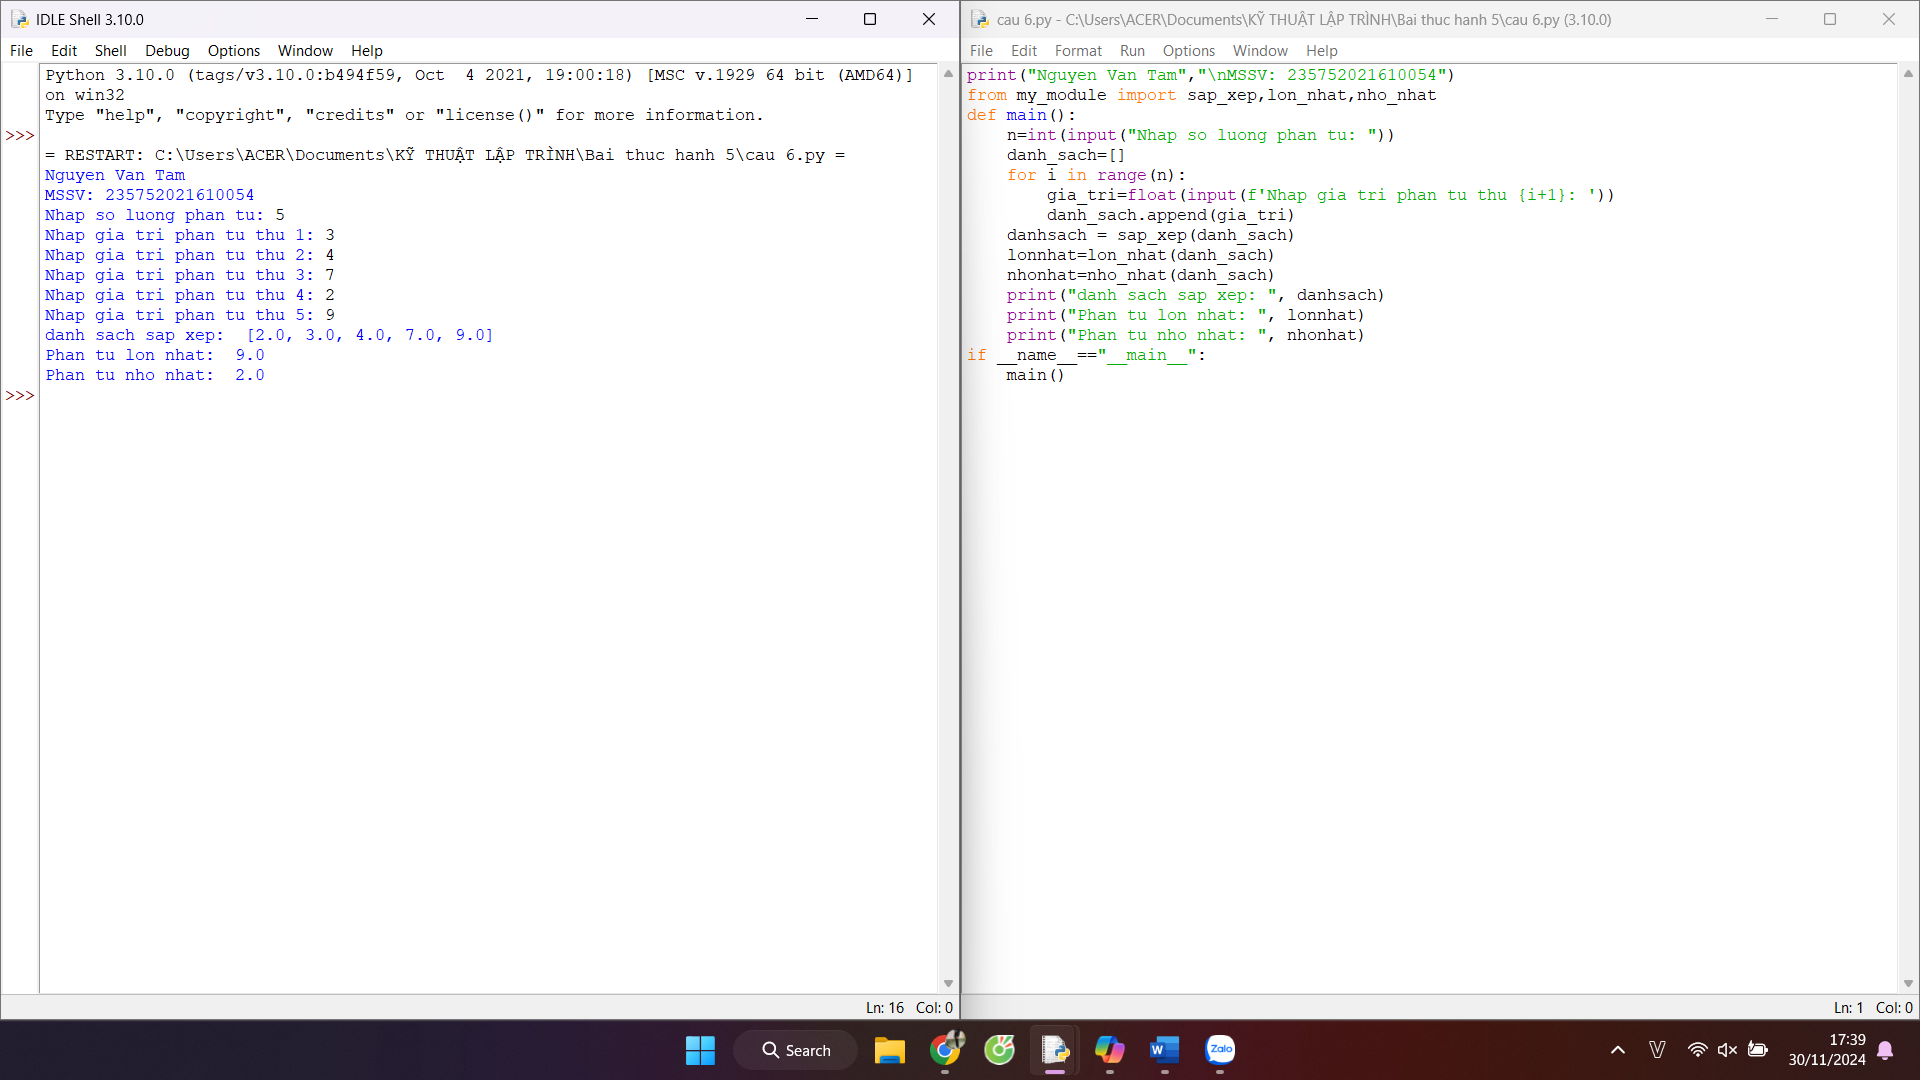 IDLE Shell 3.10.0
File Edit Shell Debug Options Window Help
Python 3.10.0 (tags/v3.10.0:b494f59, Oct  4 2021, 19:00:18) [MSC v.1929 64 bit (AMD64)]
on win32
Type "help", "copyright", "credits" or "license()" for more information.
>>>
= RESTART: C:\Users\ACER\Documents\KỸ THUẬT LẬP TRÌNH\Bai thuc hanh 5\cau 6.py =
Nguyen Van Tam
MSSV: 235752021610054
Nhap so luong phan tu: 5
Nhap gia tri phan tu thu 1: 3
Nhap gia tri phan tu thu 2: 4
Nhap gia tri phan tu thu 3: 7
Nhap gia tri phan tu thu 4: 2
Nhap gia tri phan tu thu 5: 9
danh sach sap xep:  [2.0, 3.0, 4.0, 7.0, 9.0]
Phan tu lon nhat:  9.0
Phan tu nho nhat:  2.0
>>>
Ln: 16 Col: 0
cau 6.py - C:\Users\ACER\Documents\KỸ THUẬT LẬP TRÌNH\Bai thuc hanh 5\cau 6.py (3.10.0)
File Edit Format Run Options Window Help
print("Nguyen Van Tam","\nMSSV: 235752021610054")
from my_module import sap_xep,lon_nhat,nho_nhat
def main():
    n=int(input("Nhap so luong phan tu: "))
    danh_sach=[]
    for i in range(n):
        gia_tri=float(input(f'Nhap gia tri phan tu thu {i+1}: '))
        danh_sach.append(gia_tri)
    danhsach = sap_xep(danh_sach)
    lonnhat=lon_nhat(danh_sach)
    nhonhat=nho_nhat(danh_sach)
    print("danh sach sap xep: ", danhsach)
    print("Phan tu lon nhat: ", lonnhat)
    print("Phan tu nho nhat: ", nhonhat)
if __name__=="__main__":
    main()
Ln: 1 Col: 0
Search
W
Zalo
V
17:39
30/11/2024